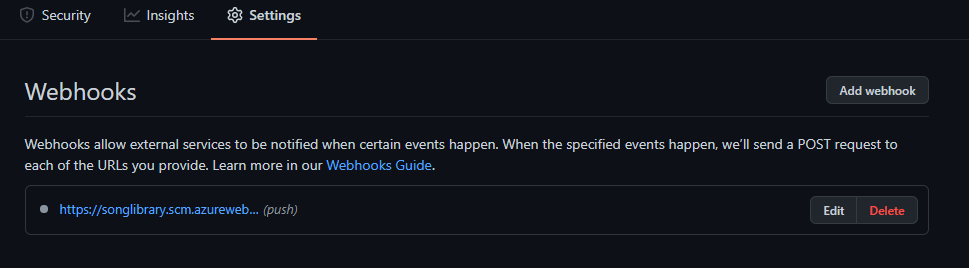 Security Insights Settings
Webhooks Add webhook
Webhooks allow external services to be notified when certain events happen. When the specified events happen, we’ll send a POST request to
each of the URLs you provide. Learn more in our Webhooks Guide.
https://songlibrary.scm.azureweb... (push) Edit Delete